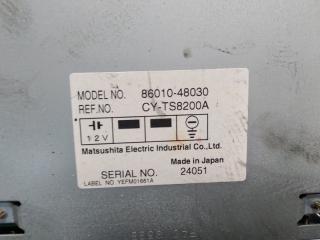 MODEL NO. 86010-48030
REF.NO. CY-TS8200A
12V
Matsushita Electric Industrial Co.,Ltd.
Made in Japan
SERIAL NO. 24051
LABEL NO YEFM01661A